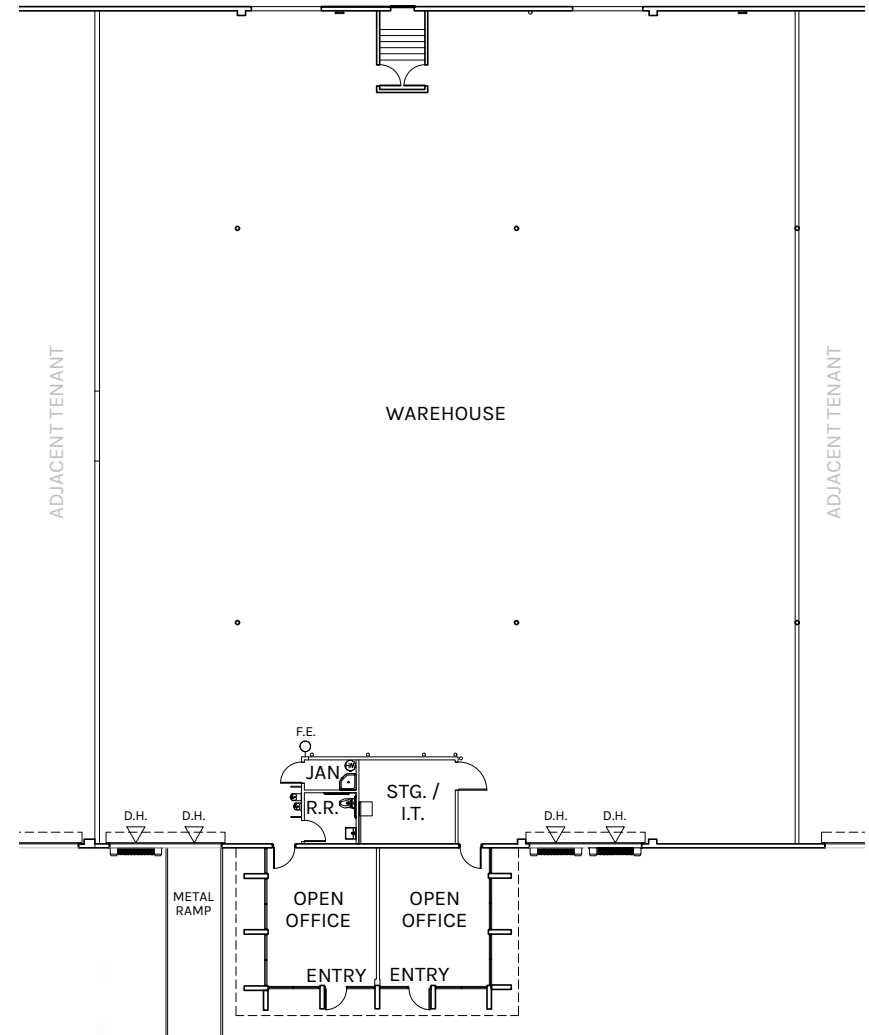 ADJACENT TENANT
WAREHOUSE
ADJACENT TENANT
F.E.
JAN
W
R.R.
STG. /
I.T.
D.H.
D.H.
D.H.
D.H.
METAL
RAMP
OPEN
OFFICE
OPEN
OFFICE
ENTRY
ENTRY